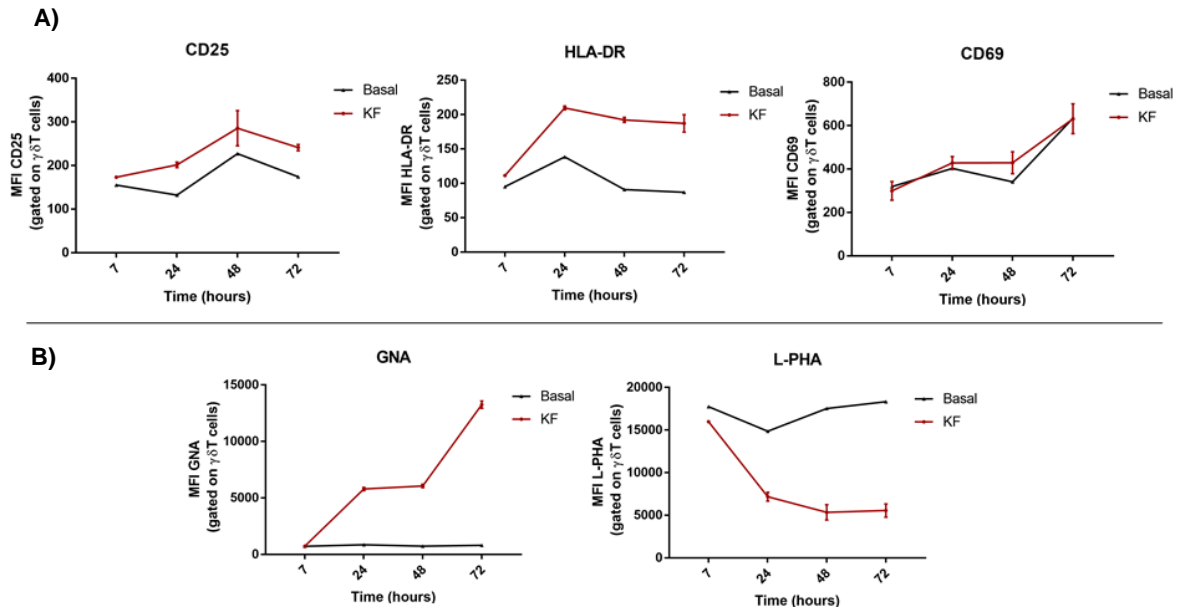 A)
CD25
MFI CD25
(gated on γδT cells)
400
300
200
100
0
7
24
48
72
Time (hours)
Basal
KF
HLA-DR
MFI HLA-DR
(gated on γδT cells)
250
200
150
100
50
0
7
24
48
72
Time (hours)
Basal
KF
CD69
MFI CD69
(gated on γδT cells)
800
600
400
200
0
7
24
48
72
Time (hours)
Basal
KF
B)
GNA
MFI GNA
(gated on γδT cells)
15000
10000
5000
0
7
24
48
72
Time (hours)
Basal
KF
L-PHA
MFI L-PHA
(gated on γδT cells)
20000
15000
10000
5000
0
7
24
48
72
Time (hours)
Basal
KF